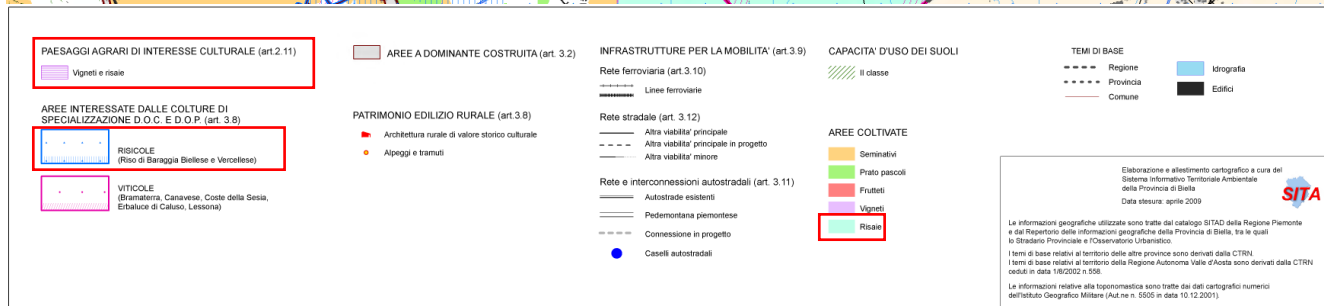 PAESAGGI AGRARI DI INTERESSE CULTURALE (art.2.11)
Vigneti e risaie
AREE INTERESSATE DALLE COLTURE DI
SPECIALIZZAZIONE D.O.C. E D.O.P. (art. 3.8)
RISICOLE
(Riso di Baraggia Biellese e Vercellese)
VITICOLE
(Bramaterra, Canavese, Coste della Sesia,
Erbaluce di Caluso, Lessona)
AREE A DOMINANTE COSTRUITA (art. 3.2)
PATRIMONIO EDILIZIO RURALE (art.3.8)
Architettura rurale di valore storico culturale
Alpeggi e tramuti
INFRASTRUTTURE PER LA MOBILITA' (art.3.9)
Rete ferroviaria (art.3.10)
Linee ferroviarie
Rete stradale (art. 3.12)
Altra viabilita' principale
Altra viabilita' principale in progetto
Altra viabilita' minore
Rete e interconnessioni autostradali (art. 3.11)
Autostrade esistenti
Pedemontana piemontese
Connessione in progetto
Caselli autostradali
CAPACITA' D'USO DEI SUOLI
II classe
AREE COLTIVATE
Seminativi
Prato pascoli
Frutteti
Vigneti
Risaie
TEMI DI BASE
Regione
Provincia
Comune
Idrografia
Edifici
Elaborazione e allestimento cartografico a cura del
Sistema Informativo Territoriale Ambientale
della Provincia di Biella
Data stesura: aprile 2009
SITA
Le informazioni geografiche utilizzate sono tratte dal catalogo SITAD della Regione Piemonte
e dal Repertorio delle informazioni geografiche della Provincia di Biella, tra le quali
lo Stradario Provinciale e l'Osservatorio Urbanistico.
I temi di base relativi al territorio delle altre province sono derivati dalla CTRN.
I temi di base relativi al territorio della Regione Autonoma Valle d'Aosta sono derivati dalla CTRN
ceduti in data 1/8/2002 n.558.
Le informazioni relative alla toponomastica sono tratte dai dati cartografici numerici
dell'Istituto Geografico Militare (Aut.ne n. 5505 in data 10.12.2001).